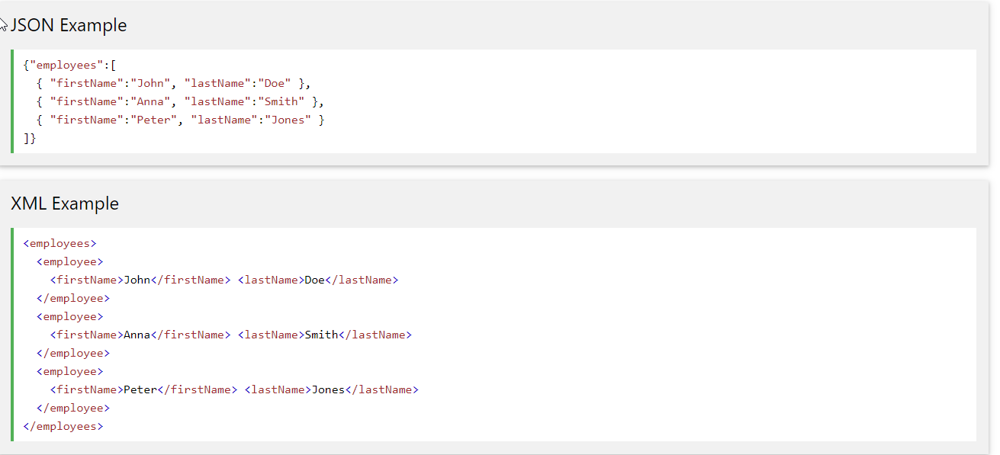 JSON Example
{"employees":[
  { "firstName":"John", "lastName":"Doe" },
  { "firstName":"Anna", "lastName":"Smith" },
  { "firstName":"Peter", "lastName":"Jones" }
]}
XML Example
<employees>
  <employee>
    <firstName>John</firstName> <lastName>Doe</lastName>
  </employee>
  <employee>
    <firstName>Anna</firstName> <lastName>Smith</lastName>
  </employee>
  <employee>
    <firstName>Peter</firstName> <lastName>Jones</lastName>
  </employee>
</employees>